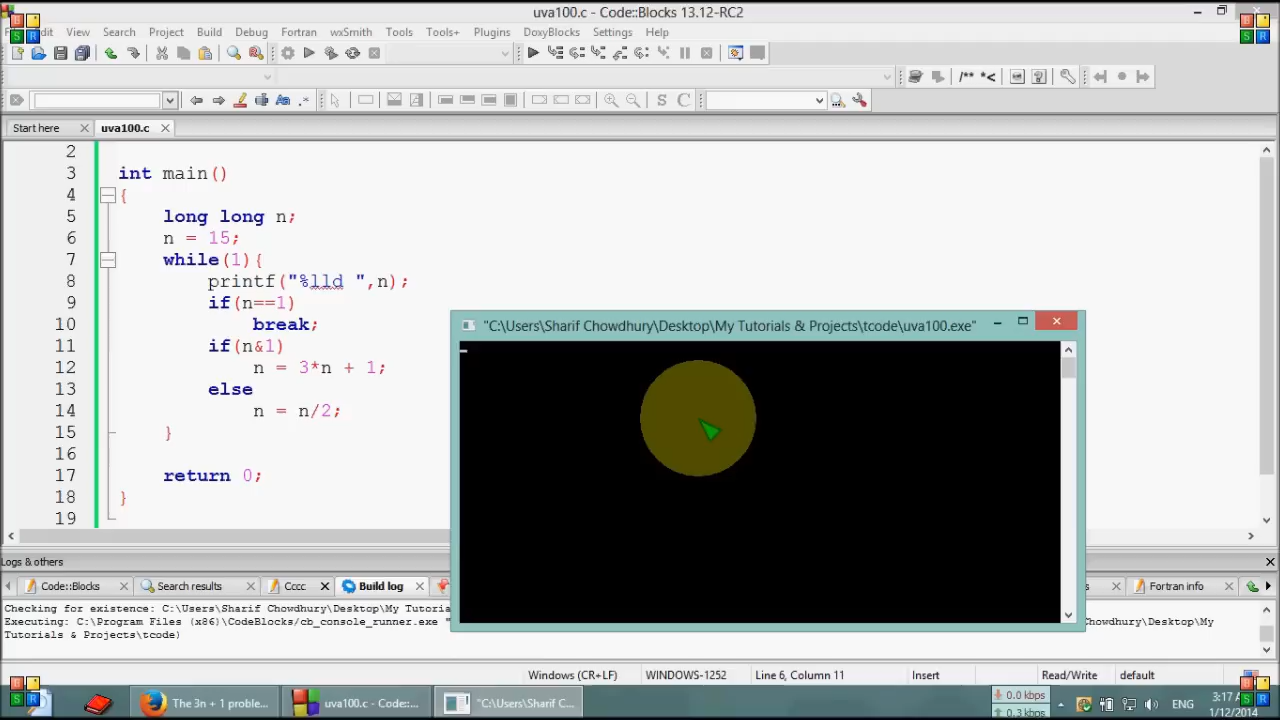 uva100.c - Code::Blocks 13.12-RC2
View Search Project Build Debug Fortran wxSmith Tools Tools+ Plugins DoxyBlocks Settings Help
/** *<
S C
Start here uva100.c
2
3 int main()
4 {
5 long long n;
6 n = 15;
7 while(1){
8 printf("%lld ",n);
9 if(n==1)
10 break;
11 if(n&1)
12 n = 3*n + 1;
13 else
14 n = n/2;
15 }
16
17 return 0;
18 }
19
"C:\Users\Sharif Chowdhury\Desktop\My Tutorials & Projects\tcode\uva100.exe"
Logs & others
Code::Blocks Search results Cccc Build log Fortran info
Checking for existence: C:\Users\Sharif Chowdhury\Desktop\My Tutoria
Executing: C:\Program Files (x86)\CodeBlocks/cb_console_runner.exe " Chowdhury\Desktop\My
Tutorials & Projects\tcode)
Windows (CR+LF) WINDOWS-1252 Line 6, Column 11 Insert Read/Write default
The 3n + 1 proble... uva100.c - Code::... "C:\Users\Sharif C... 0.0 kbps 0.3 kbps ENG 3:17 1/12/2014
B S R